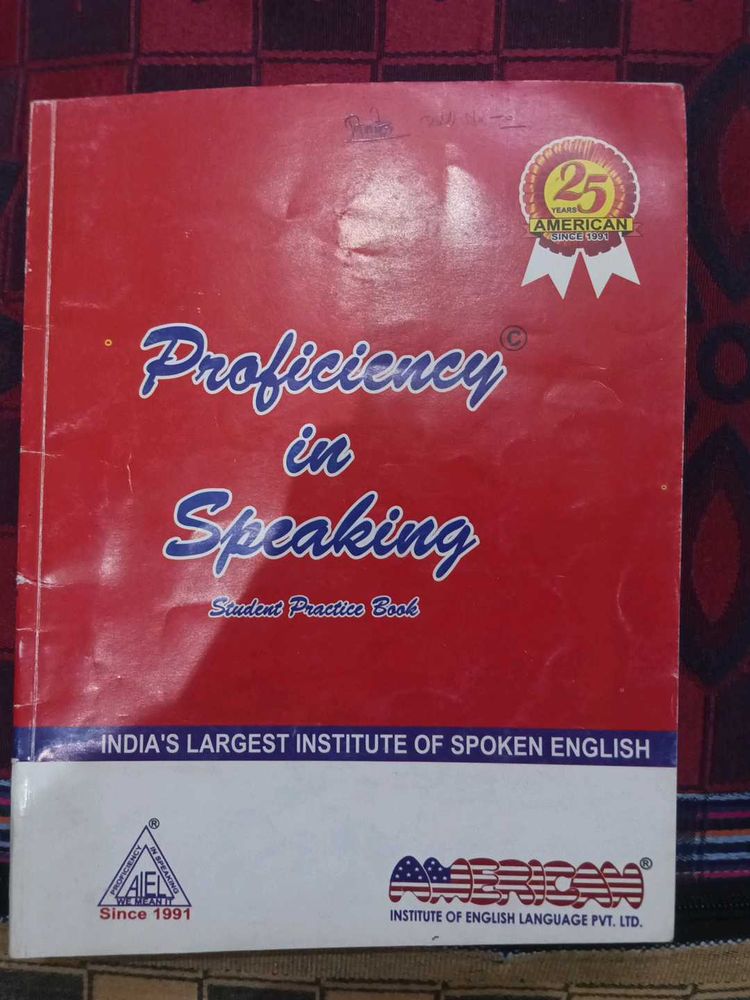 25
YEARS
AMERICAN
SINCE 1991
Proficiency©
in
Speaking
Student Practice Book
INDIA'S LARGEST INSTITUTE OF SPOKEN ENGLISH
®
PROFICIENCY
IN SPEAKING
AIEL
WE MEAN IT
Since 1991
AMERICAN®
INSTITUTE OF ENGLISH LANGUAGE PVT. LTD.